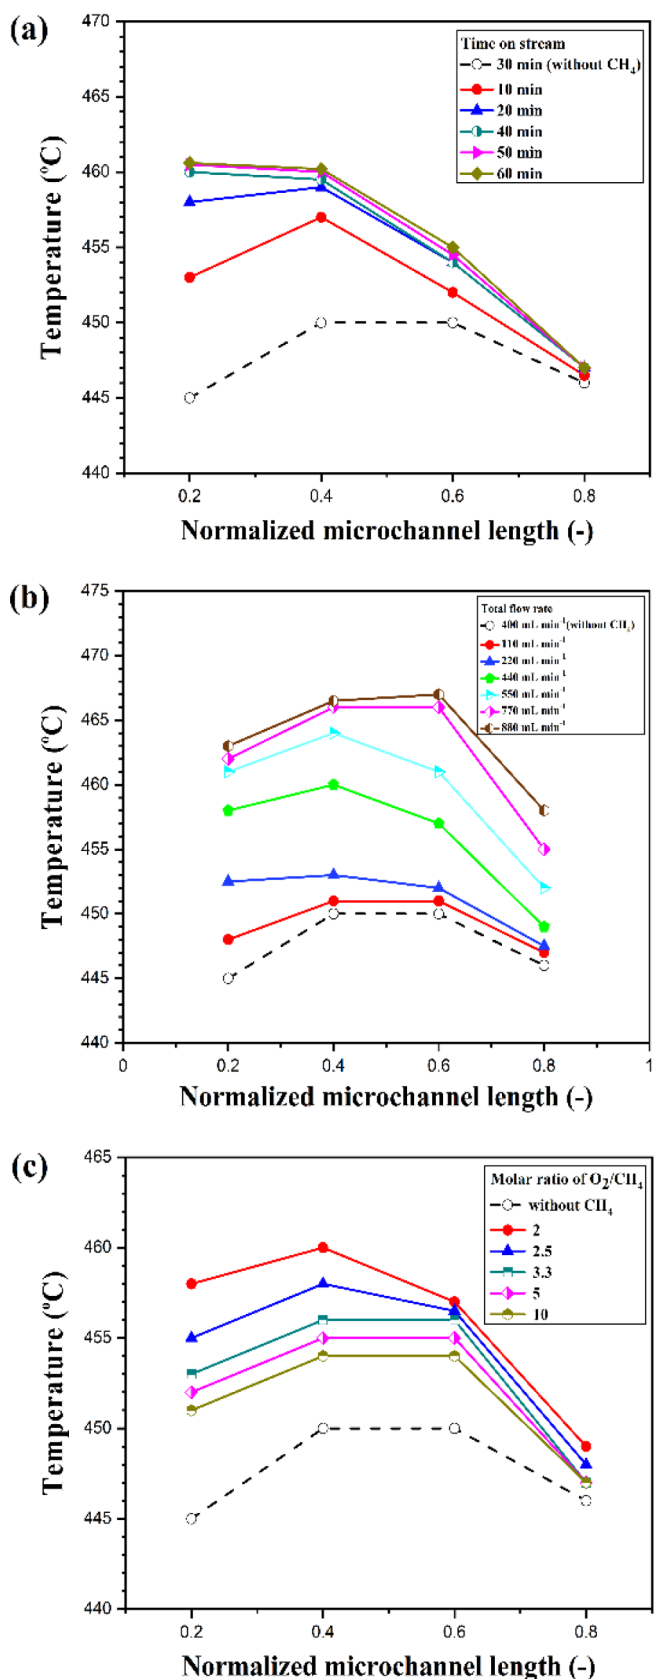 (a)
470
465
460
455
450
445
440
Temperature (°C)
Time on stream
30 min (without CH₄)
10 min
20 min
40 min
50 min
60 min
0.2 0.4 0.6 0.8
Normalized microchannel length (-)
(b)
475
470
465
460
455
450
445
440
Temperature (°C)
Total flow rate
400 mL min⁻¹(without CH₄)
110 mL min⁻¹
220 mL min⁻¹
440 mL min⁻¹
550 mL min⁻¹
770 mL min⁻¹
880 mL min⁻¹
0 0.2 0.4 0.6 0.8 1
Normalized microchannel length (-)
(c)
465
460
455
450
445
440
Temperature (°C)
Molar ratio of O₂/CH₄
without CH₄
2
2.5
3.3
5
10
0.2 0.4 0.6 0.8
Normalized microchannel length (-)